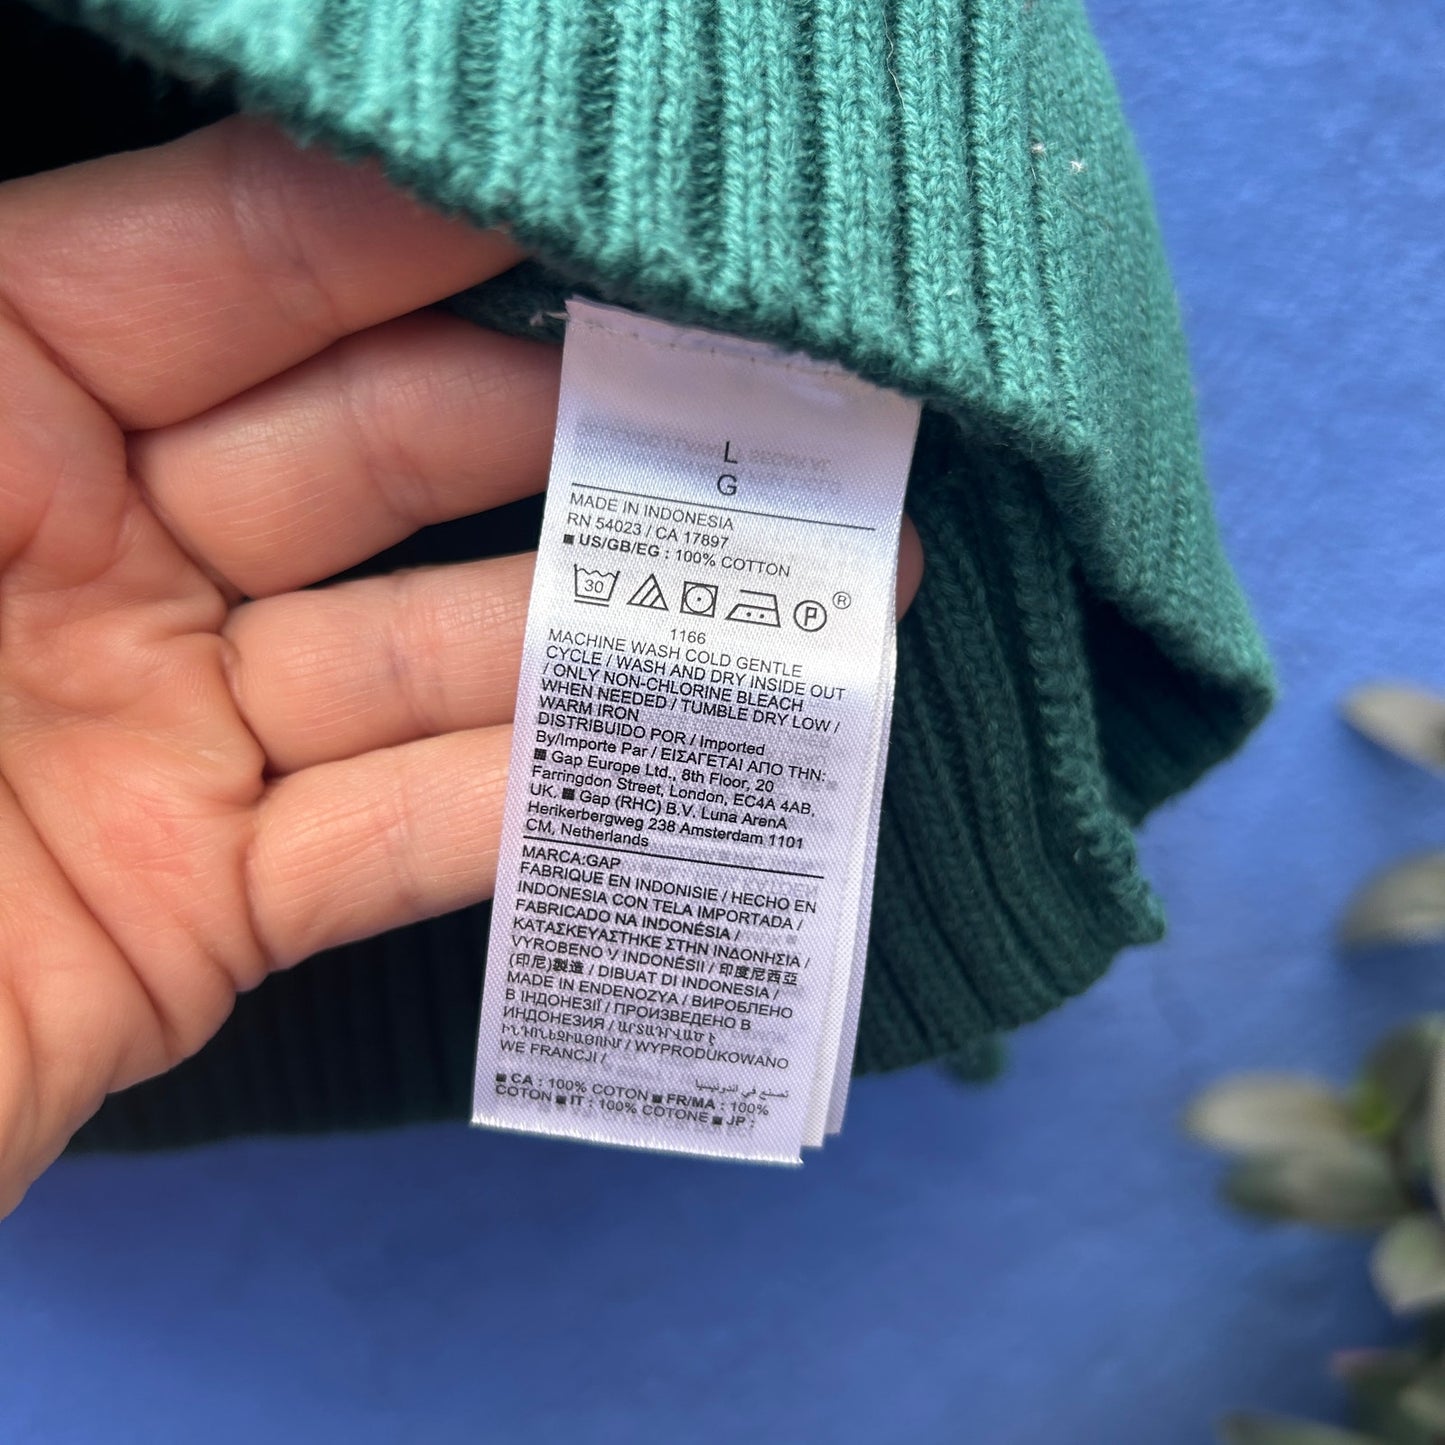 L
G
MADE IN INDONESIA
RN 54023 / CA 17897
■ US/GB/EG : 100% COTTON
30 P ®
1166
MACHINE WASH COLD GENTLE
CYCLE / WASH AND DRY INSIDE OUT
/ ONLY NON-CHLORINE BLEACH
WHEN NEEDED / TUMBLE DRY LOW /
WARM IRON
DISTRIBUIDO POR / Imported
By/Importe Par / ΕΙΣΑΓΕΤΑΙ ΑΠΟ ΤΗΝ:
■ Gap Europe Ltd., 8th Floor, 20
Farringdon Street, London, EC4A 4AB,
UK. ■ Gap (RHC) B.V. Luna ArenA
Herikerbergweg 238 Amsterdam 1101
CM, Netherlands
MARCA:GAP
FABRIQUE EN INDONISIE / HECHO EN
INDONESIA CON TELA IMPORTADA /
FABRICADO NA INDONÉSIA /
ΚΑΤΑΣΚΕΥΑΣΤΗΚΕ ΣΤΗΝ ΙΝΔΟΝΗΣΙΑ /
VYROBENO V INDONÉSII / 印度尼西亞
(印尼)製造 / DIBUAT DI INDONESIA /
MADE IN ENDENOZYA / ВИРОБЛЕНО
В ІНДОНЕЗІЇ / ПРОИЗВЕДЕНО В
ИНДОНЕЗИЯ / ԱՐՏԱԴՐՎԱԾ Է
ԻՆԴՈՆԵԶԻԱՅՈՒՄ / WYPRODUKOWANO
WE FRANCJI /
تصنع في اندونيسيا
■ CA : 100% COTON ■ FR/MA : 100%
COTON ■ IT : 100% COTONE ■ JP :